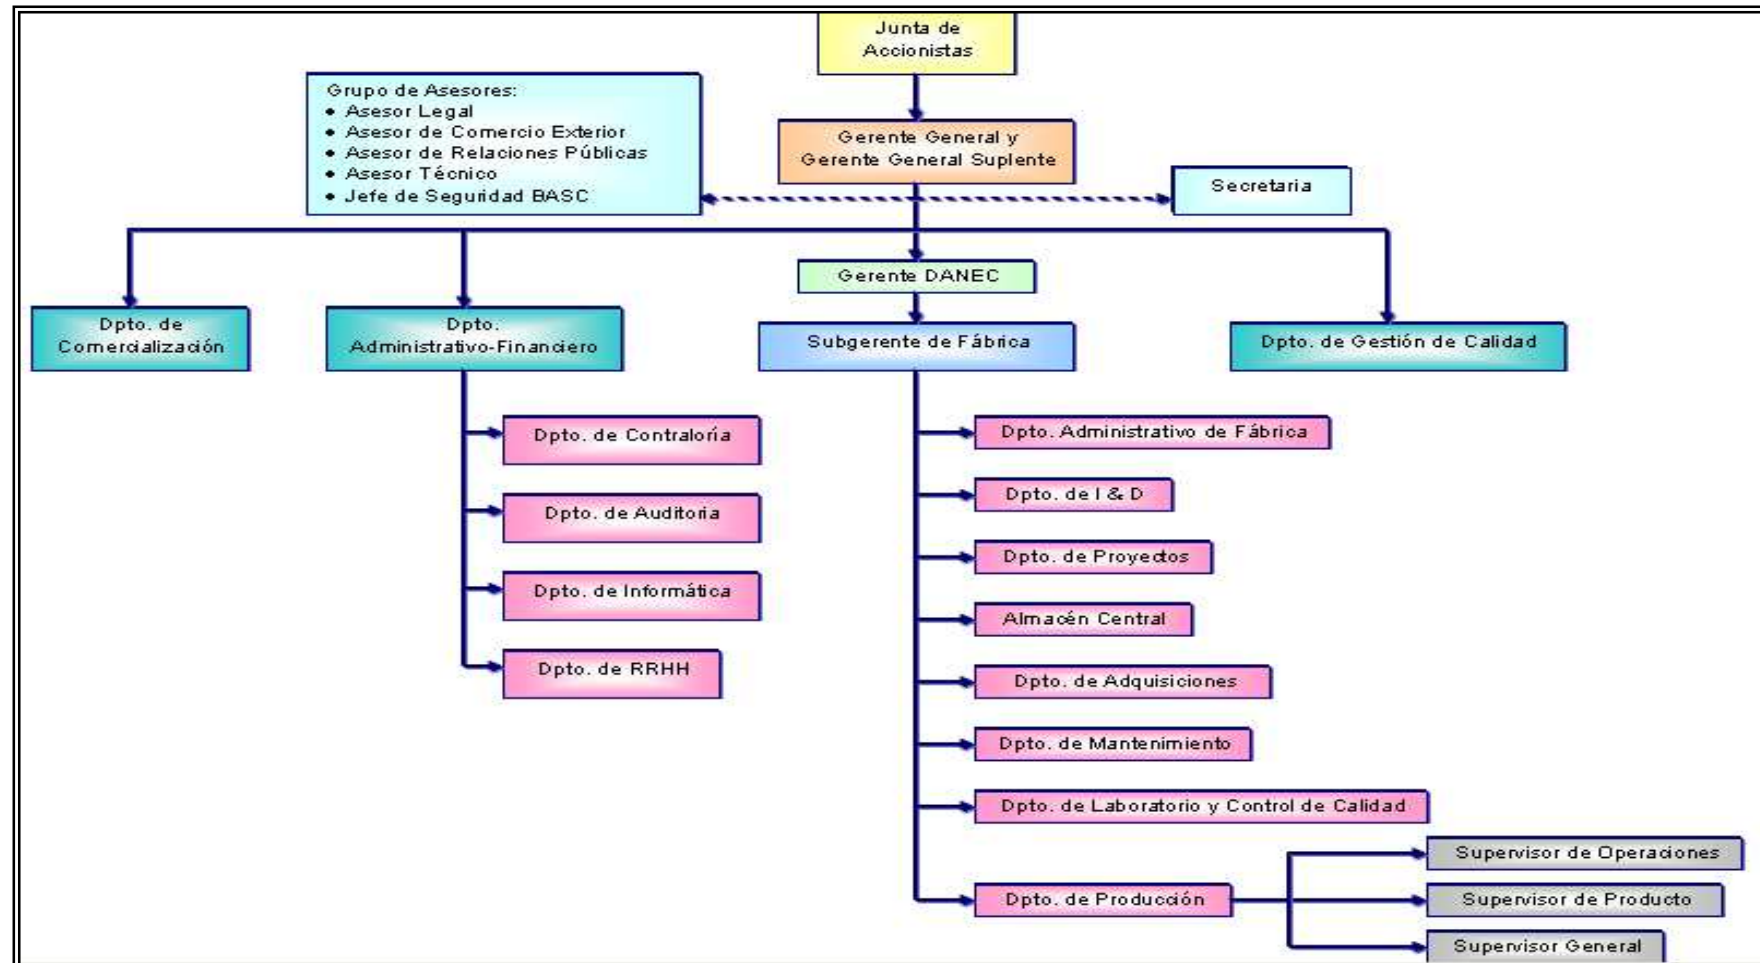 Junta de
Accionistas
Grupo de Asesores:
• Asesor Legal
• Asesor de Comercio Exterior
• Asesor de Relaciones Públicas
• Asesor Técnico
• Jefe de Seguridad BASC
Gerente General y
Gerente General Suplente
Secretaria
Gerente DANEC
Dpto. de
Comercialización
Dpto.
Administrativo-Financiero
Subgerente de Fábrica
Dpto. de Gestión de Calidad
Dpto. de Contraloría
Dpto. de Auditoria
Dpto. de Informática
Dpto. de RRHH
Dpto. Administrativo de Fábrica
Dpto. de I & D
Dpto. de Proyectos
Almacén Central
Dpto. de Adquisiciones
Dpto. de Mantenimiento
Dpto. de Laboratorio y Control de Calidad
Dpto. de Producción
Supervisor de Operaciones
Supervisor de Producto
Supervisor General